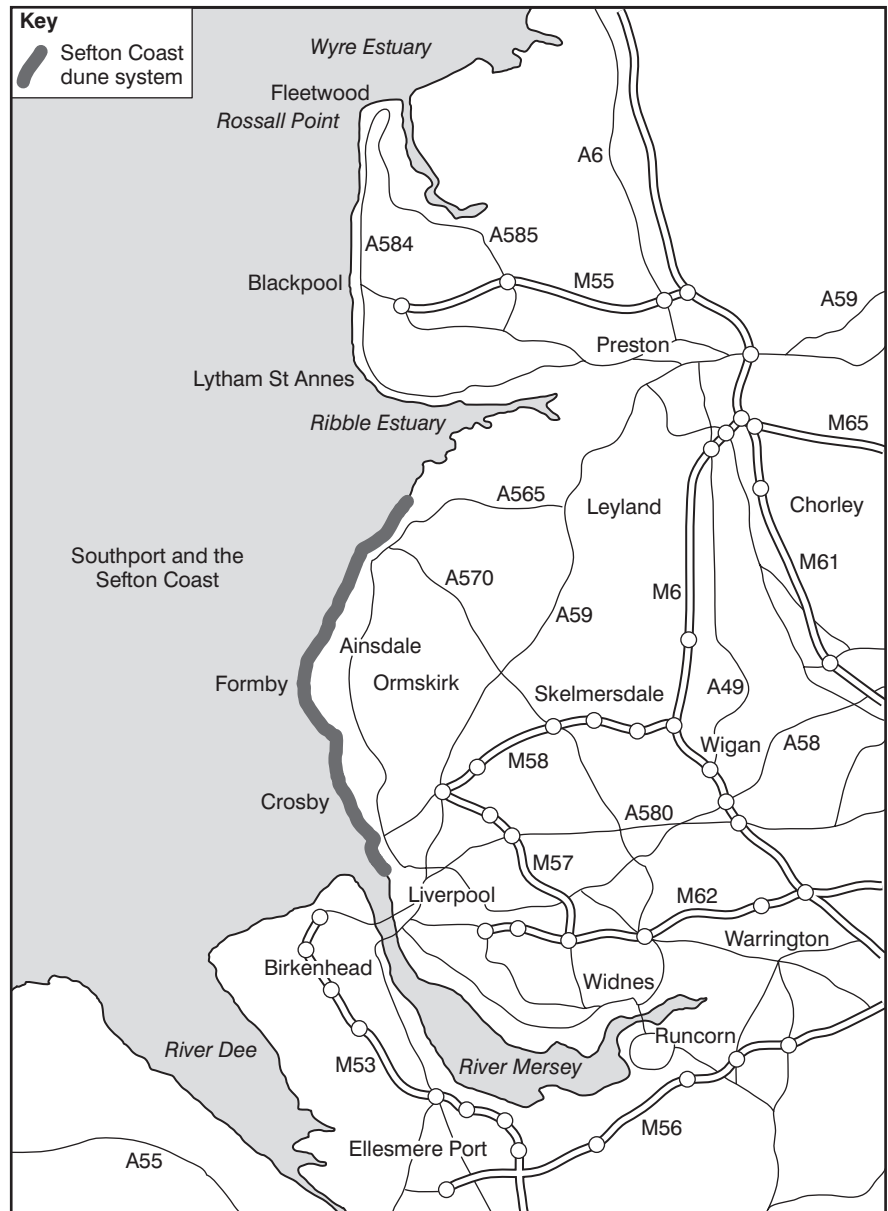 Key
Sefton Coast
dune system
Wyre Estuary
Fleetwood
Rossall Point
A6
A584
A585
Blackpool
M55
A59
Preston
Lytham St Annes
Ribble Estuary
M65
A565
Leyland
Chorley
Southport and the
Sefton Coast
M61
A570
M6
A59
Ainsdale
Formby
Ormskirk
Skelmersdale
A49
Wigan
A58
M58
Crosby
A580
M57
Liverpool
M62
Warrington
Birkenhead
Widnes
River Dee
Runcorn
M53
River Mersey
M56
Ellesmere Port
A55